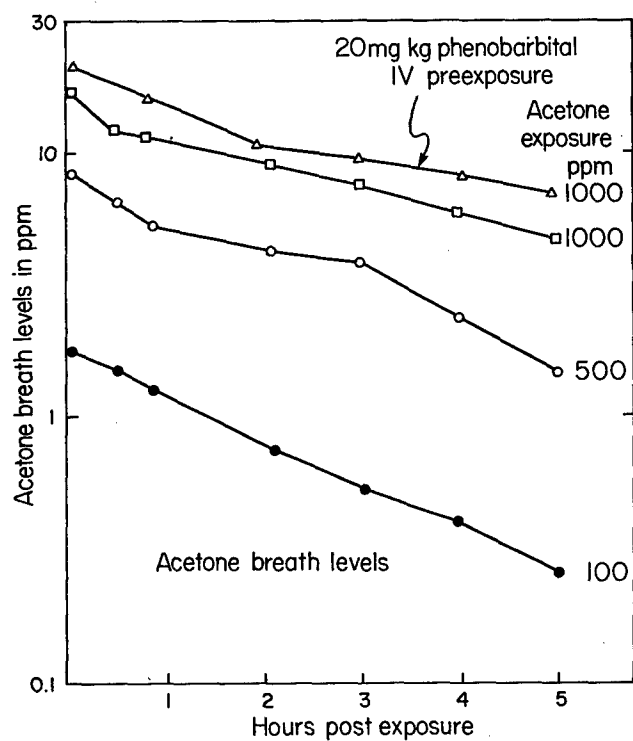 30
20mg kg phenobarbital
IV preexposure
Acetone
exposure
ppm
10
1000
1000
Acetone breath levels in ppm
500
1
Acetone breath levels
100
0.1
1
2
3
4
5
Hours post exposure